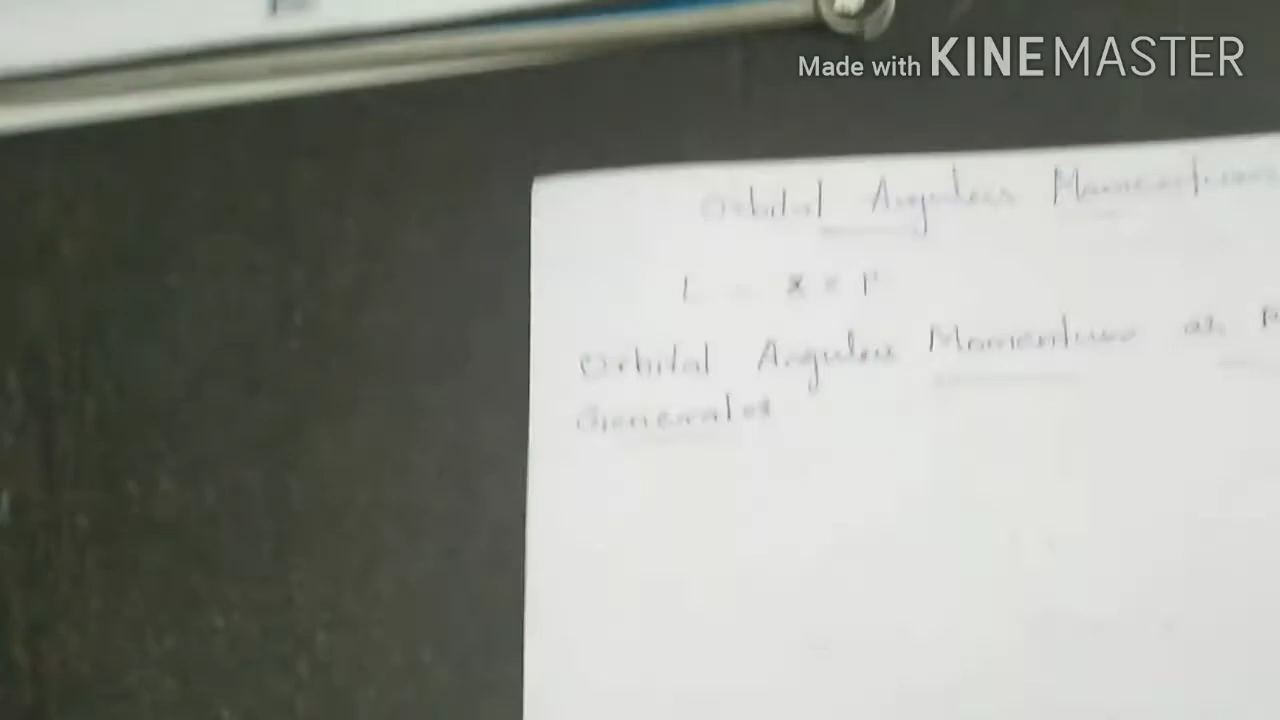 Made with KINEMASTER
Orbital Angular Momentum
L = x × p
Orbital Angular Momentum as
Generator